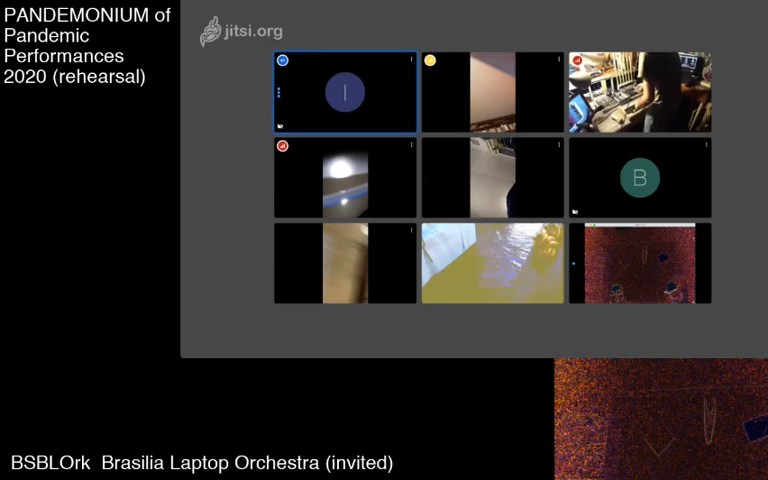 PANDEMONIUM of
Pandemic
Performances
2020 (rehearsal)
jitsi.org
I
B
BSBLOrk Brasilia Laptop Orchestra (invited)